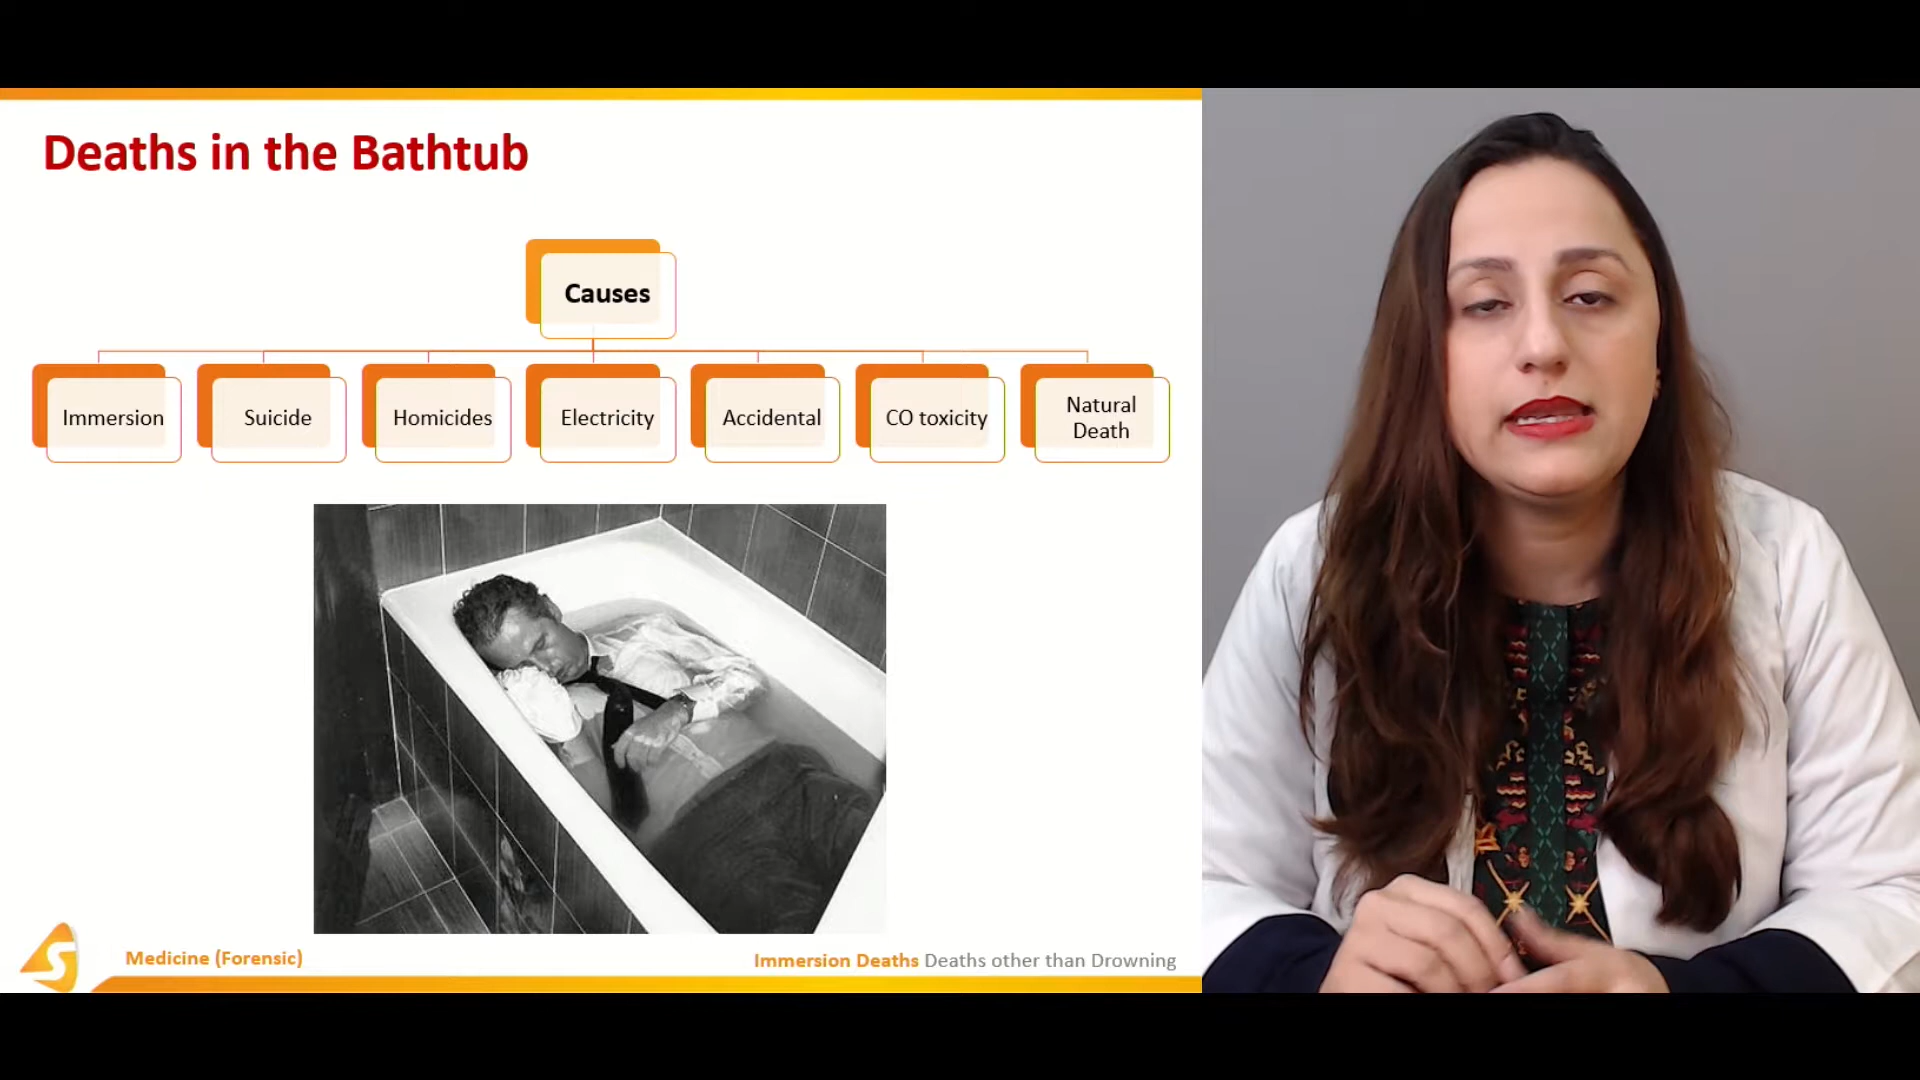 Deaths in the Bathtub
Causes
Immersion
Suicide
Homicides
Electricity
Accidental
CO toxicity
Natural
Death
S
Medicine (Forensic)
Immersion Deaths Deaths other than Drowning